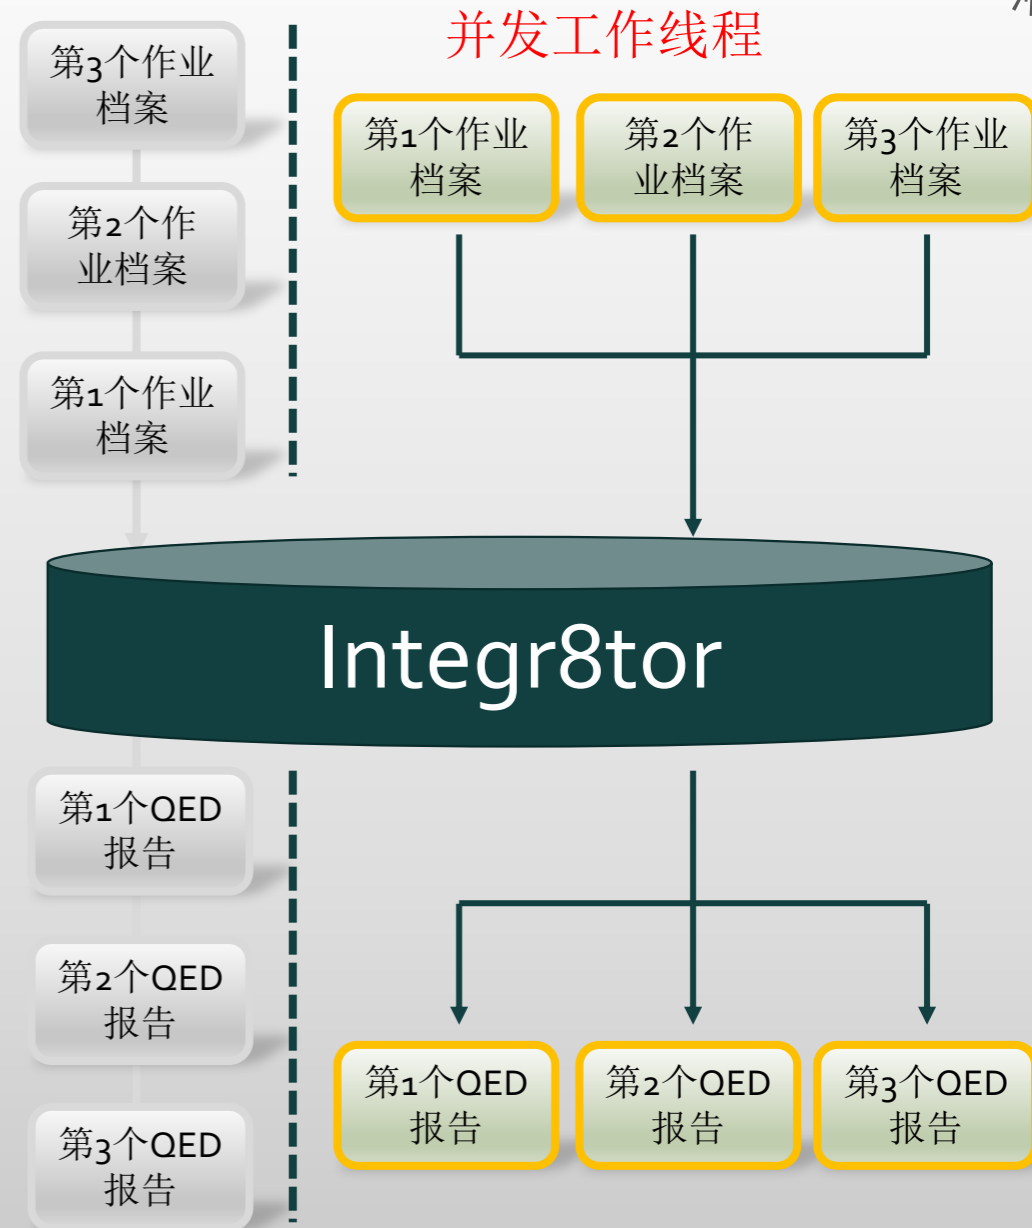 并发工作线程
第3个作业
档案
第2个作
业档案
第1个作业
档案
第1个作业
档案
第2个作
业档案
第3个作业
档案
Integr8tor
第1个QED
报告
第2个QED
报告
第3个QED
报告
第1个QED
报告
第2个QED
报告
第3个QED
报告